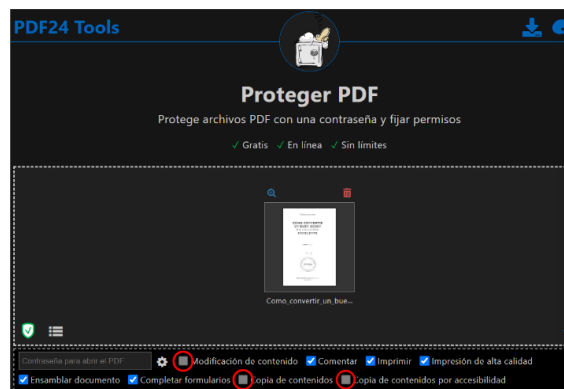 PDF24 Tools
Proteger PDF
Protege archivos PDF con una contraseña y fijar permisos
✓ Gratis ✓ En línea ✓ Sin límites
Como_convertir_un_bue...
Contraseña para abrir el PDF Modificación de contenido Comentar Imprimir Impresión de alta calidad
Ensamblar documento Completar formularios Copia de contenidos Copia de contenidos por accesibilidad